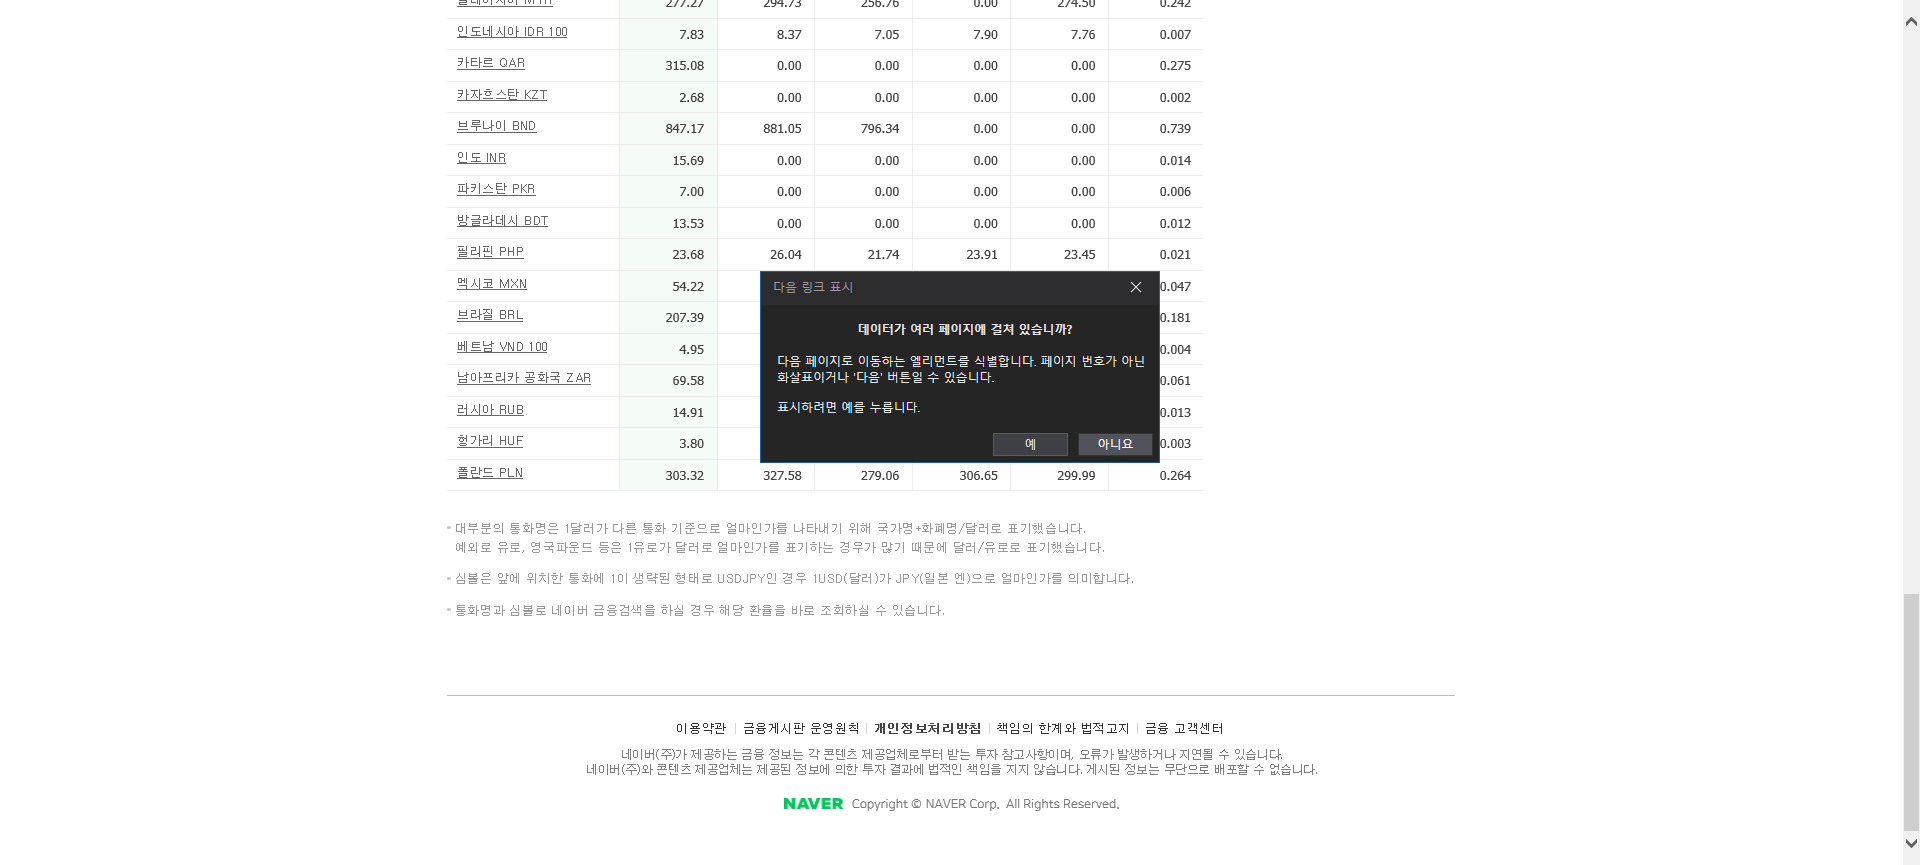 277.27 294.73 256.76 0.00 274.50 0.242
인도네시아 IDR 100 7.83 8.37 7.05 7.90 7.76 0.007
카타르 QAR 315.08 0.00 0.00 0.00 0.00 0.275
카자흐스탄 KZT 2.68 0.00 0.00 0.00 0.00 0.002
브루나이 BND 847.17 881.05 796.34 0.00 0.00 0.739
인도 INR 15.69 0.00 0.00 0.00 0.00 0.014
파키스탄 PKR 7.00 0.00 0.00 0.00 0.00 0.006
방글라데시 BDT 13.53 0.00 0.00 0.00 0.00 0.012
필리핀 PHP 23.68 26.04 21.74 23.91 23.45 0.021
멕시코 MXN 54.22 0.047
브라질 BRL 207.39 0.181
베트남 VND 100 4.95 0.004
남아프리카 공화국 ZAR 69.58 0.061
러시아 RUB 14.91 0.013
헝가리 HUF 3.80 0.003
폴란드 PLN 303.32 327.58 279.06 306.65 299.99 0.264
다음 링크 표시
데이터가 여러 페이지에 걸쳐 있습니까?
다음 페이지로 이동하는 엘리먼트를 식별합니다. 페이지 번호가 아닌
화살표이거나 '다음' 버튼일 수 있습니다.
표시하려면 예를 누릅니다.
예 아니요
* 대부분의 통화명은 1달러가 다른 통화 기준으로 얼마인가를 나타내기 위해 국가명+화폐명/달러로 표기했습니다.
예외로 유로, 영국파운드 등은 1유로가 달러로 얼마인가를 표기하는 경우가 많기 때문에 달러/유로로 표기했습니다.
* 심볼은 앞에 위치한 통화에 1이 생략된 형태로 USDJPY인 경우 1USD(달러)가 JPY(일본 엔)으로 얼마인가를 의미합니다.
* 통화명과 심볼로 네이버 금융검색을 하실 경우 해당 환율을 바로 조회하실 수 있습니다.
이용약관 | 금융게시판 운영원칙 | 개인정보처리방침 | 책임의 한계와 법적고지 | 금융 고객센터
네이버(주)가 제공하는 금융 정보는 각 콘텐츠 제공업체로부터 받는 투자 참고사항이며, 오류가 발생하거나 지연될 수 있습니다.
네이버(주)와 콘텐츠 제공업체는 제공된 정보에 의한 투자 결과에 법적인 책임을 지지 않습니다. 게시된 정보는 무단으로 배포할 수 없습니다.
NAVER Copyright © NAVER Corp. All Rights Reserved.